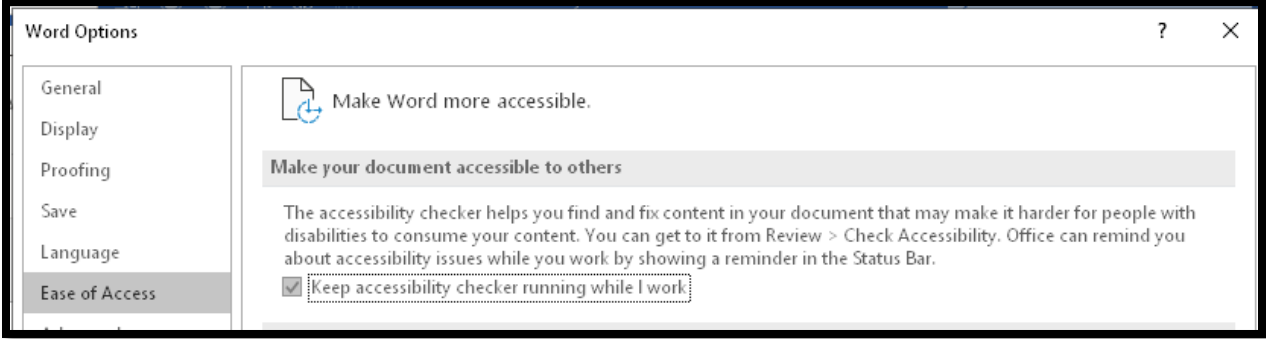 Word Options
?
General
Display
Proofing
Save
Language
Ease of Access
Make Word more accessible.
Make your document accessible to others
The accessibility checker helps you find and fix content in your document that may make it harder for people with
disabilities to consume your content. You can get to it from Review > Check Accessibility. Office can remind you
about accessibility issues while you work by showing a reminder in the Status Bar.
Keep accessibility checker running while I work